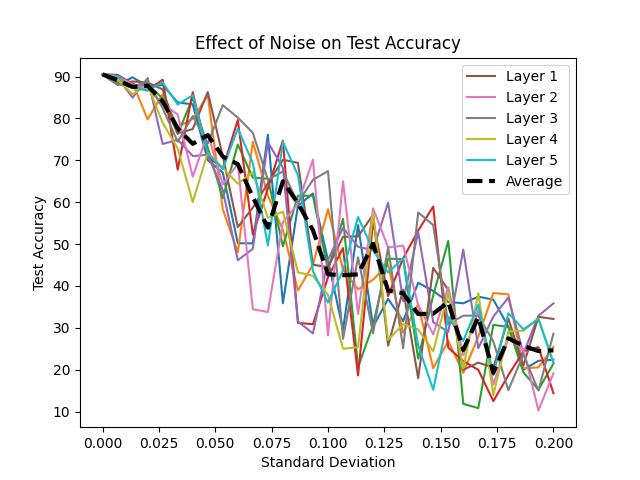 Effect of Noise on Test Accuracy
90
80
70
60
50
40
30
20
10
Test Accuracy
Layer 1
Layer 2
Layer 3
Layer 4
Layer 5
Average
0.000 0.025 0.050 0.075 0.100 0.125 0.150 0.175 0.200
Standard Deviation